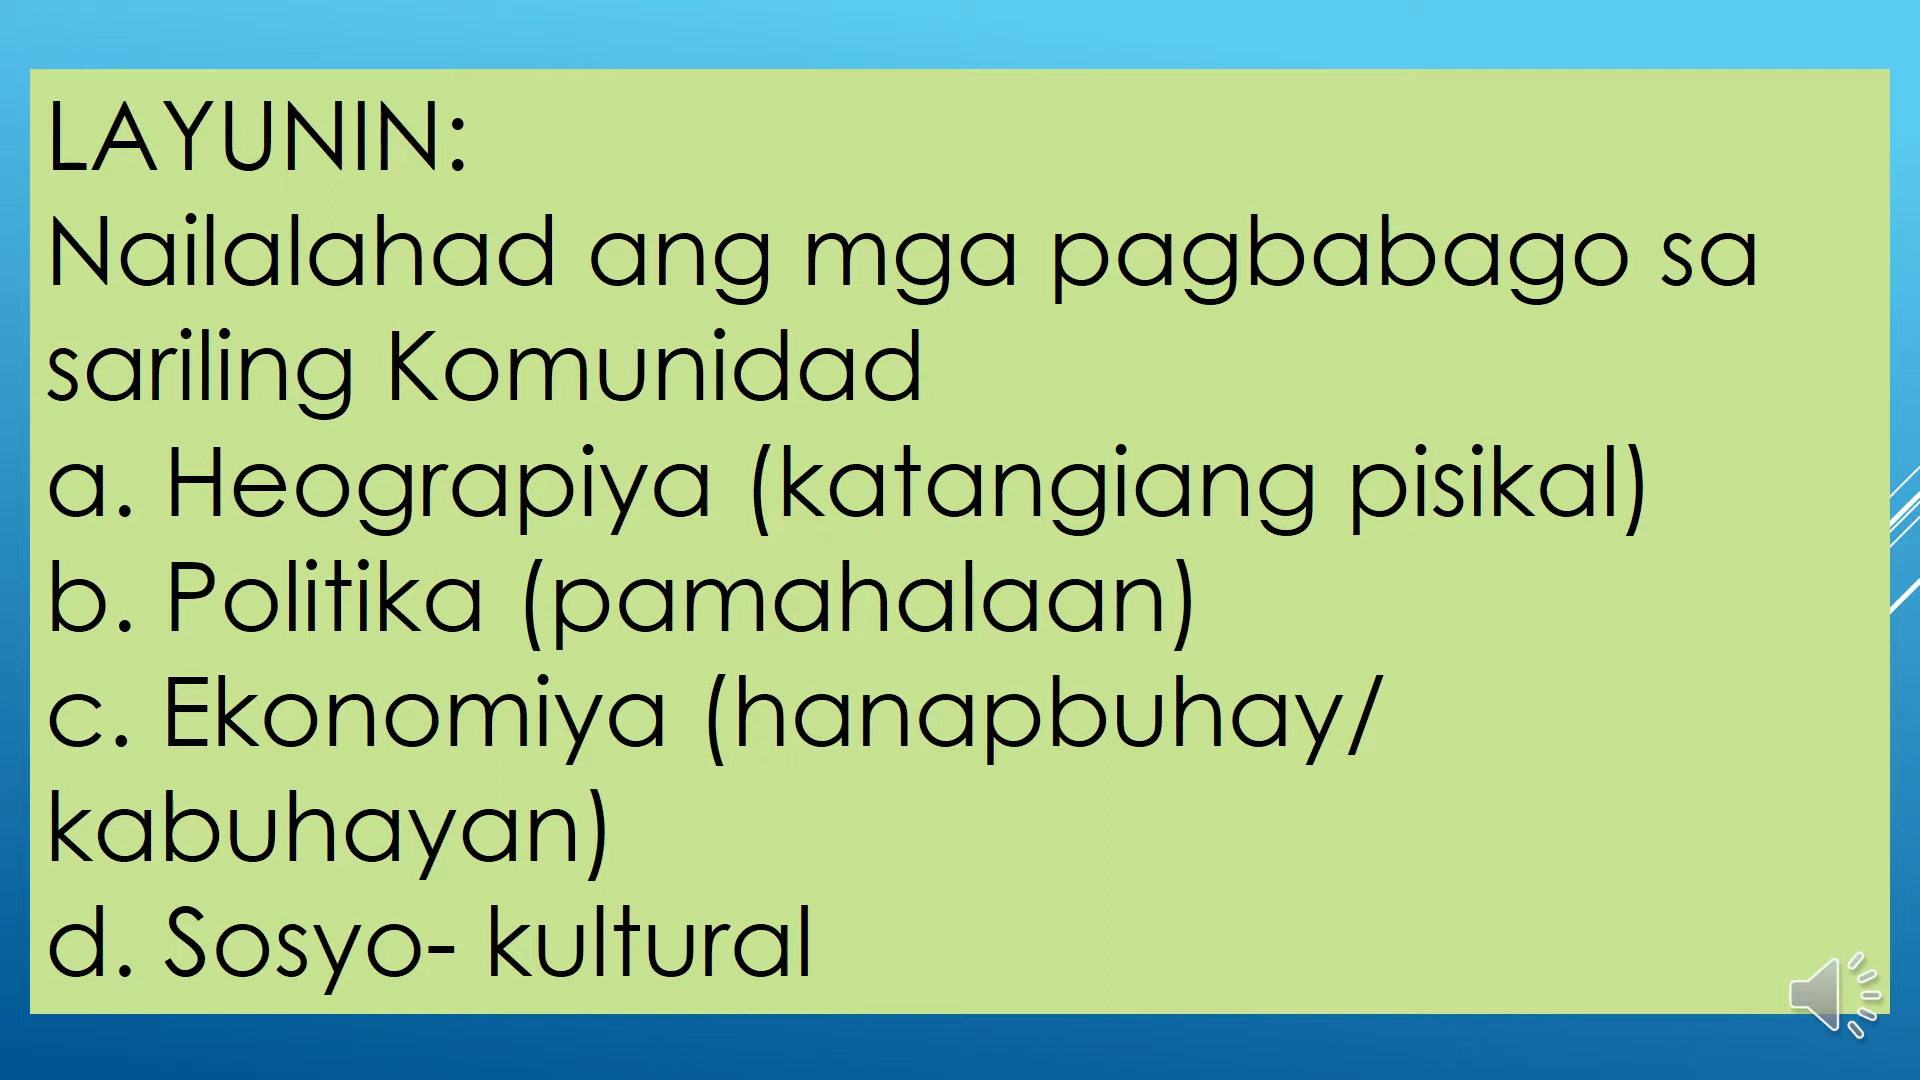 LAYUNIN:
Nailalahad ang mga pagbabago sa
sariling Komunidad
a. Heograpiya (katangiang pisikal)
b. Politika (pamahalaan)
c. Ekonomiya (hanapbuhay/
kabuhayan)
d. Sosyo- kultural